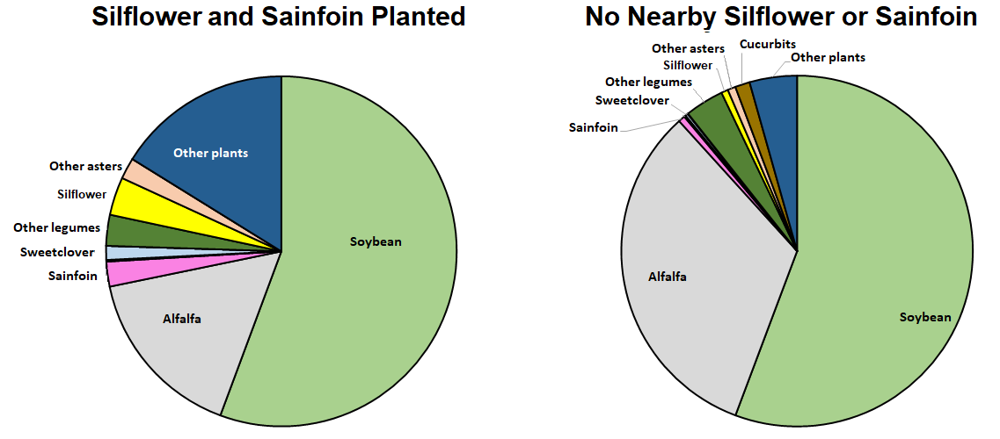 Silflower and Sainfoin Planted
Other plants
Other asters
Silflower
Other legumes
Sweetclover
Sainfoin
Alfalfa
Soybean
No Nearby Silflower or Sainfoin
Cucurbits
Other asters
Other plants
Silflower
Other legumes
Sweetclover
Sainfoin
Alfalfa
Soybean